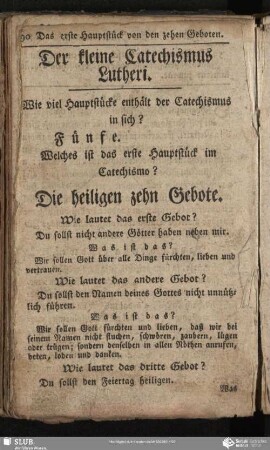 Das erste Hauptstück von den zehen Geboten.
Der kleine Catechismus
Lutheri.
Wie viel Hauptstücke enthält der Catechismus
in sich?
Fünfe.
Welches ist das erste Hauptstück im
Catechismo?
Die heiligen zehn Gebote.
Wie lautet das erste Gebot?
Du sollst nicht andere Götter haben neben mir.
Was ist das?
Wir sollen Gott über alle Dinge fürchten, lieben und
vertrauen.
Wie lautet das andere Gebot?
Du sollst den Namen deines Gottes nicht unnütz-
lich führen.
Was ist das?
Wir sollen Gott fürchten und lieben, daß wir bei
seinem Namen nicht fluchen, schwören, zaubern, lügen
oder trügen; sondern denselben in allen Nöthen anrufen,
beten, loben und danken.
Wie lautet das dritte Gebot?
Du sollst den Feiertag heiligen.
Was
SLUB